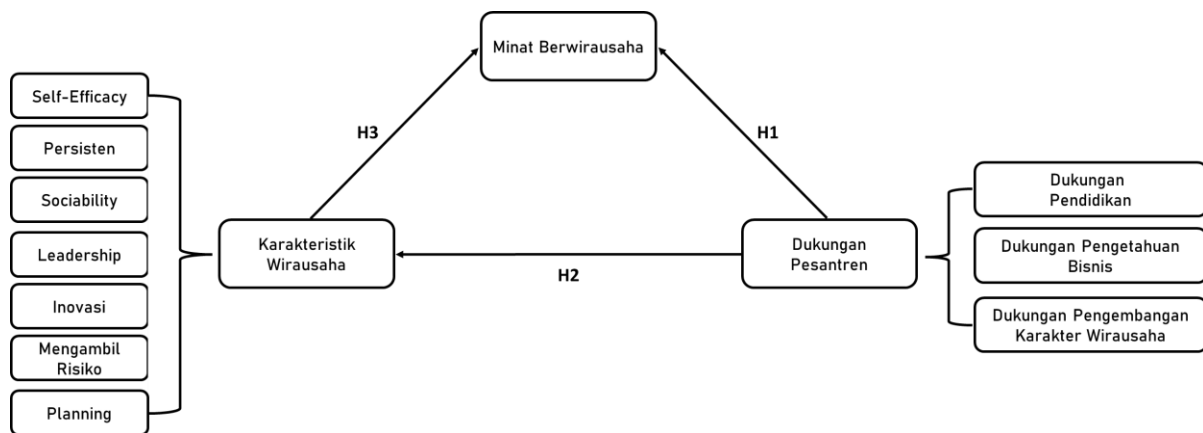 Minat Berwirausaha
Self-Efficacy
Persisten
Sociability
Leadership
Inovasi
Mengambil
Risiko
Planning
H3
H1
Karakteristik
Wirausaha
H2
Dukungan
Pesantren
Dukungan
Pendidikan
Dukungan Pengetahuan
Bisnis
Dukungan Pengembangan
Karakter Wirausaha